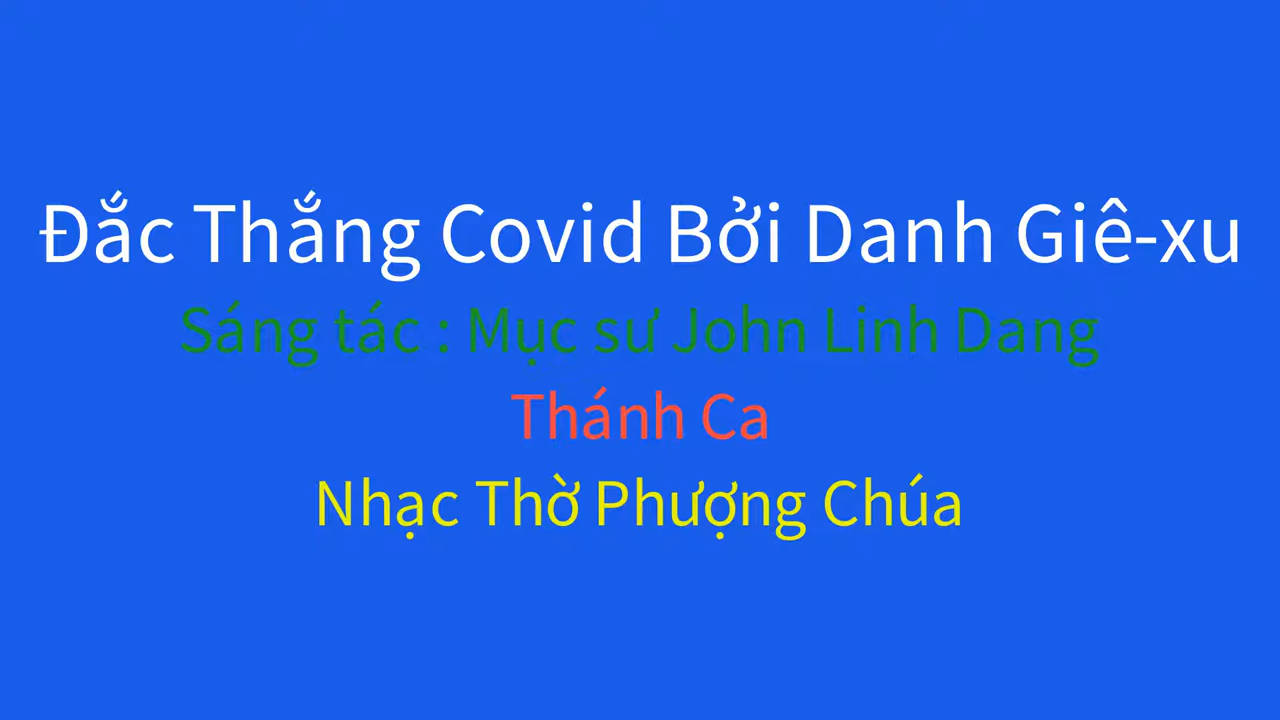 Đắc Thắng Covid Bởi Danh Giê-xu
Sáng tác : Mục sư John Linh Dang
Thánh Ca
Nhạc Thờ Phượng Chúa